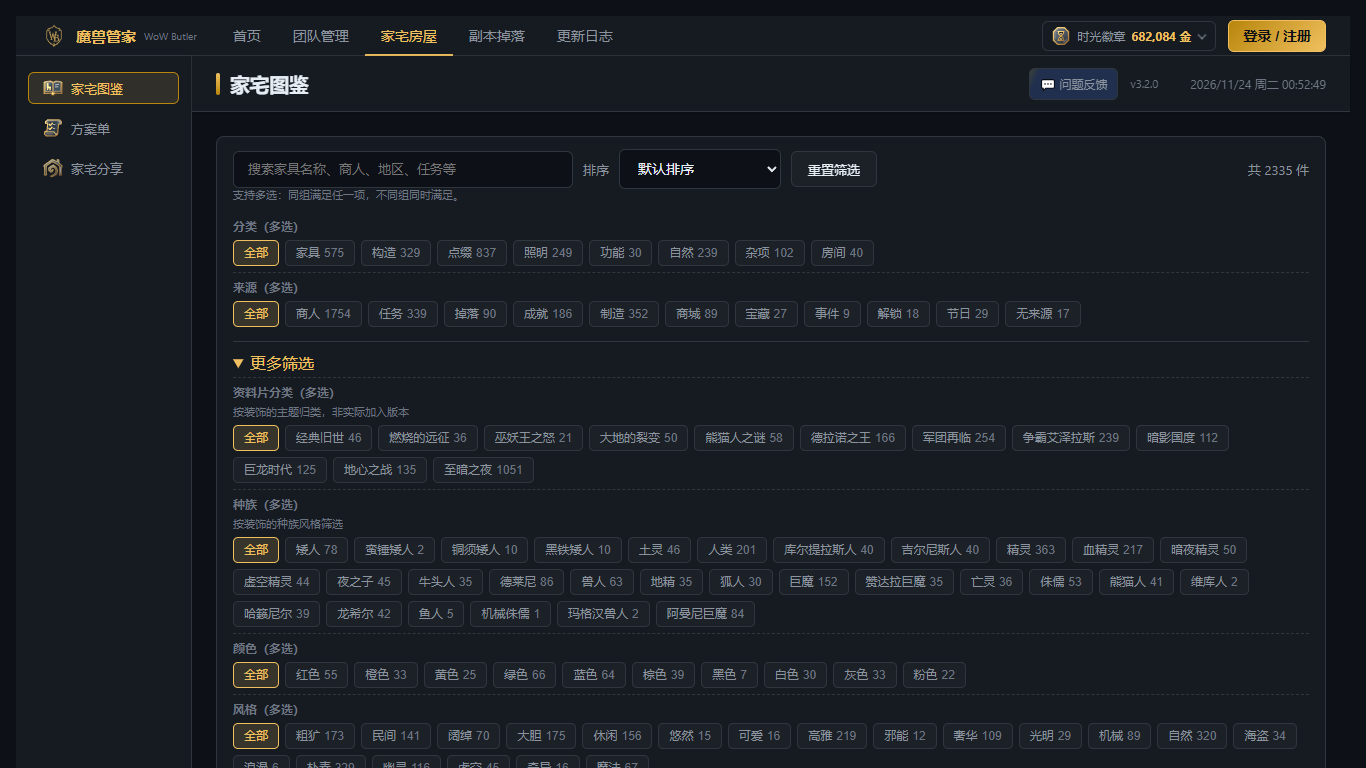 魔兽管家 WoW Butler 首页 团队管理 家宅房屋 副本掉落 更新日志 时光徽章 682,084 金 登录 / 注册
家宅图鉴
方案单
家宅分享
家宅图鉴 问题反馈 v3.2.0 2026/11/24 周二 00:52:49
搜索家具名称、商人、地区、任务等 排序 默认排序 重置筛选 共 2335 件
支持多选：同组满足任一项，不同组同时满足。
分类（多选）
全部 家具 575 构造 329 点缀 837 照明 249 功能 30 自然 239 杂项 102 房间 40
来源（多选）
全部 商人 1754 任务 339 掉落 90 成就 186 制造 352 商城 89 宝藏 27 事件 9 解锁 18 节日 29 无来源 17
▼ 更多筛选
资料片分类（多选）
按装饰的主题归类，非实际加入版本
全部 经典旧世 46 燃烧的远征 36 巫妖王之怒 21 大地的裂变 50 熊猫人之谜 58 德拉诺之王 166 军团再临 254 争霸艾泽拉斯 239 暗影国度 112
巨龙时代 125 地心之战 135 至暗之夜 1051
种族（多选）
按装饰的种族风格筛选
全部 矮人 78 蛮锤矮人 2 铜须矮人 10 黑铁矮人 10 土灵 46 人类 201 库尔提拉斯人 40 吉尔尼斯人 40 精灵 363 血精灵 217 暗夜精灵 50
虚空精灵 44 夜之子 45 牛头人 35 德莱尼 86 兽人 63 地精 35 狐人 30 巨魔 152 赞达拉巨魔 35 亡灵 36 侏儒 53 熊猫人 41 维库人 2
哈籁尼尔 39 龙希尔 42 鱼人 5 机械侏儒 1 玛格汉兽人 2 阿曼尼巨魔 84
颜色（多选）
全部 红色 55 橙色 33 黄色 25 绿色 66 蓝色 64 棕色 39 黑色 7 白色 30 灰色 33 粉色 22
风格（多选）
全部 粗犷 173 民间 141 阔绰 70 大胆 175 休闲 156 悠然 15 可爱 16 高雅 219 邪能 12 奢华 109 光明 29 机械 89 自然 320 海盗 34
浪漫 6 朴素 329 幽灵 116 虚空 45 奇异 16 魔法 67